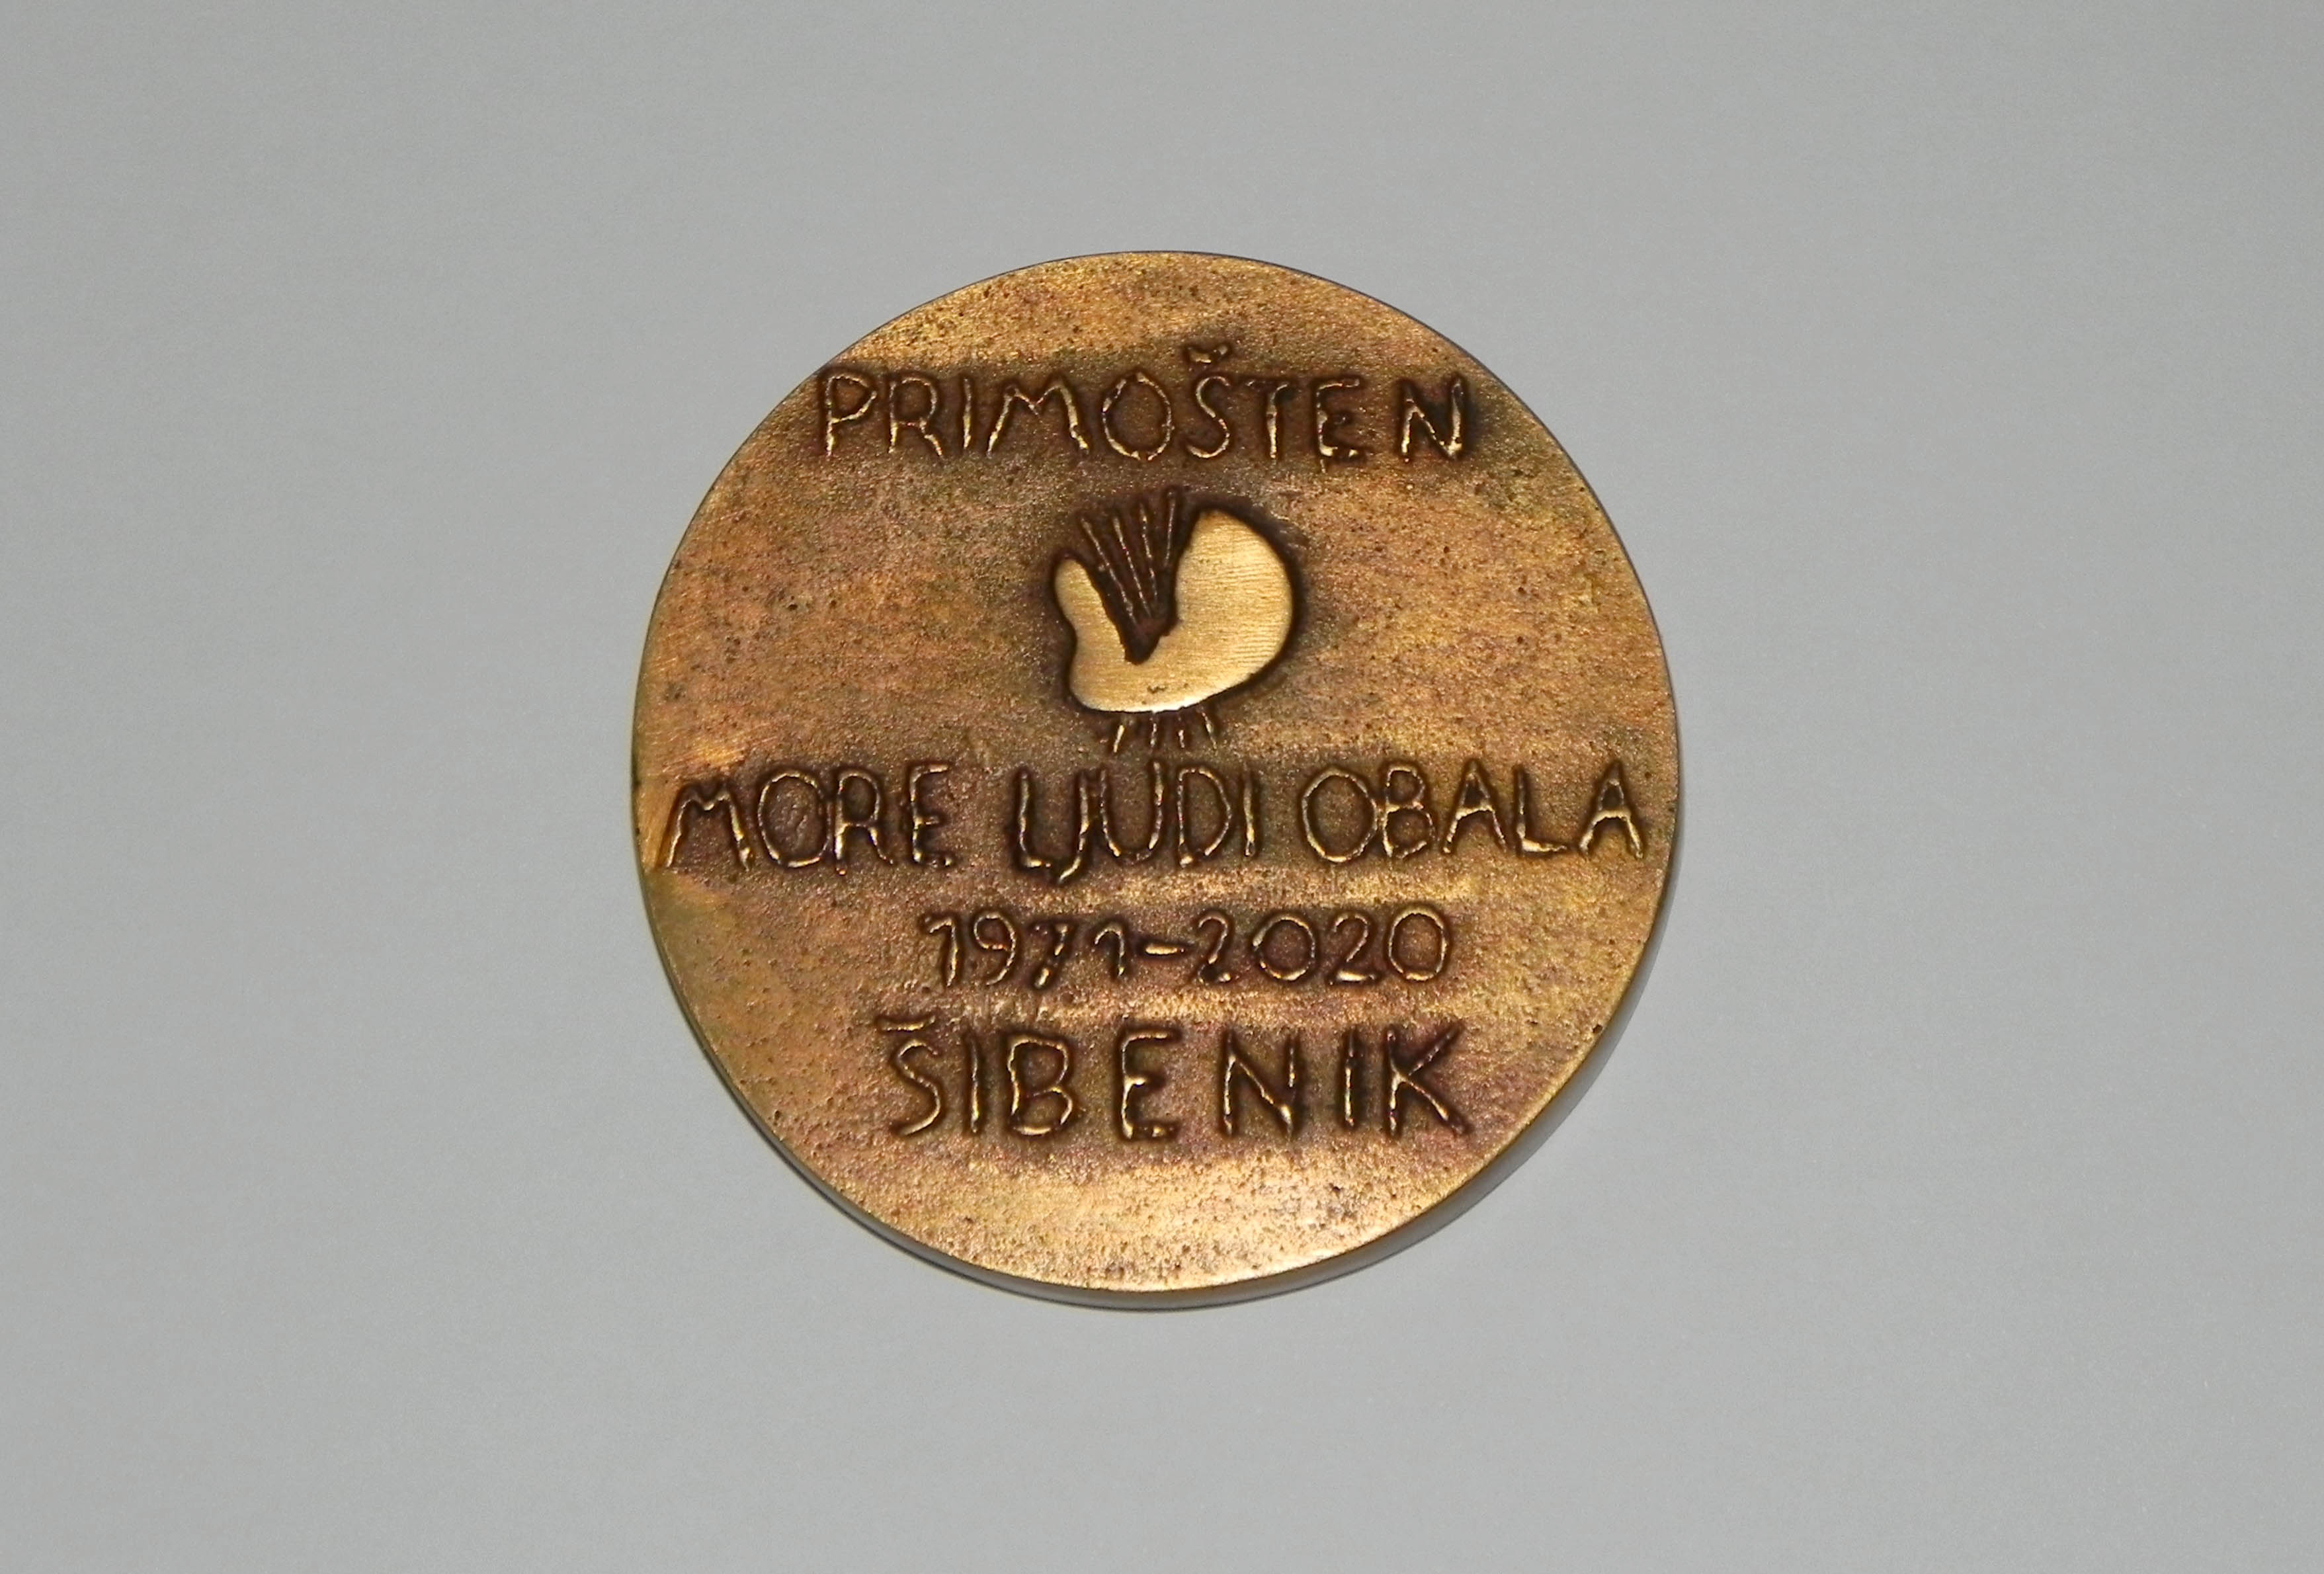 PRIMOŠTEN
MORE LJUDI OBALA
1971-2020
ŠIBENIK